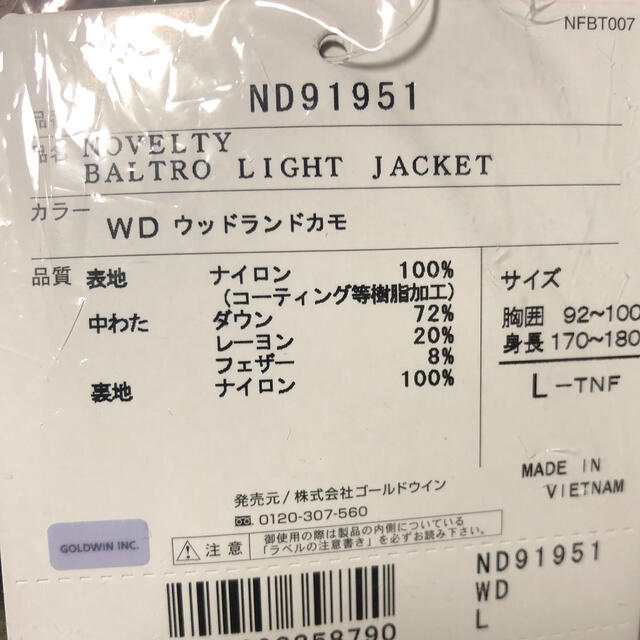 NFBT007
ND91951
品名 NOVELTY
BALTRO LIGHT JACKET
カラー WD ウッドランドカモ
品質 表地 ナイロン 100%
(コーティング等樹脂加工)
中わた ダウン 72%
レーヨン 20%
フェザー 8%
裏地 ナイロン 100%
サイズ
胸囲 92~100
身長 170~180
L-TNF
MADE IN
VIETNAM
発売元/株式会社ゴールドウイン
0120-307-560
GOLDWIN INC.
注意 御使用の際は製品の内側についている
「ラベルの注意書き」を必ずお読み下さい。
ND91951
WD
L